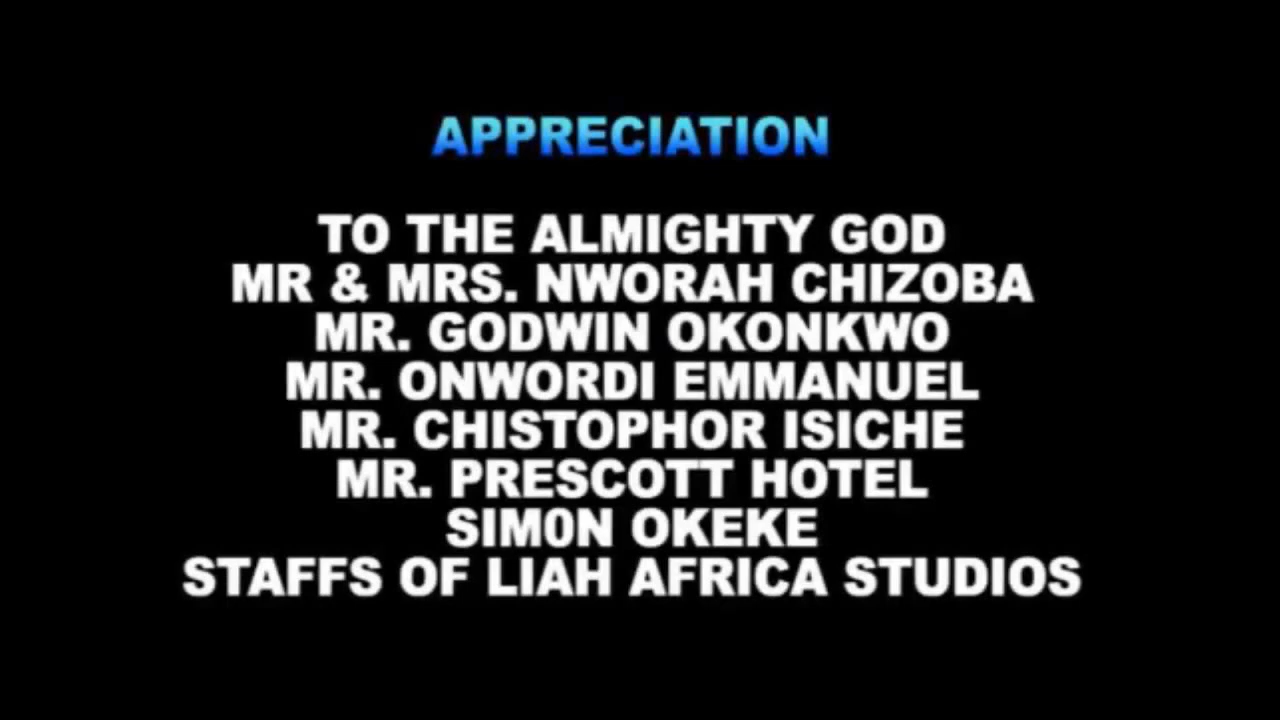 APPRECIATION
TO THE ALMIGHTY GOD
MR & MRS. NWORAH CHIZOBA
MR. GODWIN OKONKWO
MR. ONWORDI EMMANUEL
MR. CHISTOPHOR ISICHE
MR. PRESCOTT HOTEL
SIM0N OKEKE
STAFFS OF LIAH AFRICA STUDIOS